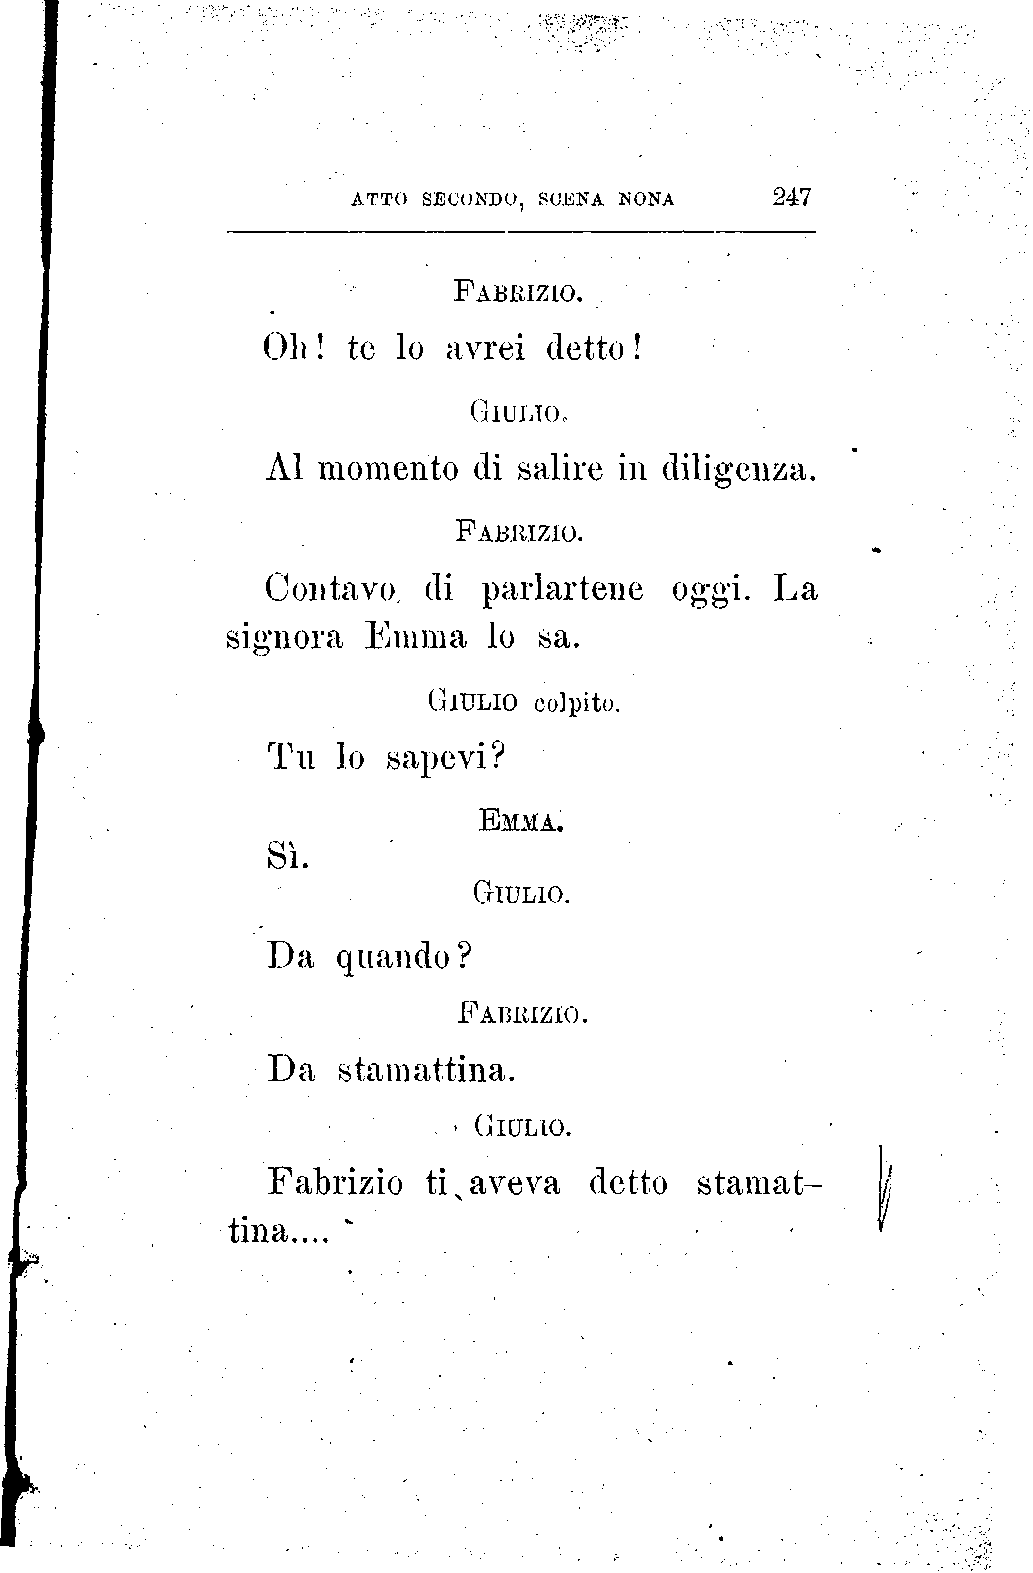 ATTO SECONDO, SCENA NONA 247
FABRIZIO.
Oh! te lo avrei detto!
GIULIO.
Al momento di salire in diligenza.
FABRIZIO.
Contavo di parlartene oggi. La
signora Emma lo sa.
GIULIO colpito.
Tu lo sapevi?
EMMA.
Sì.
GIULIO.
Da quando?
FABRIZIO.
Da stamattina.
GIULIO.
Fabrizio ti aveva detto stamat-
tina....